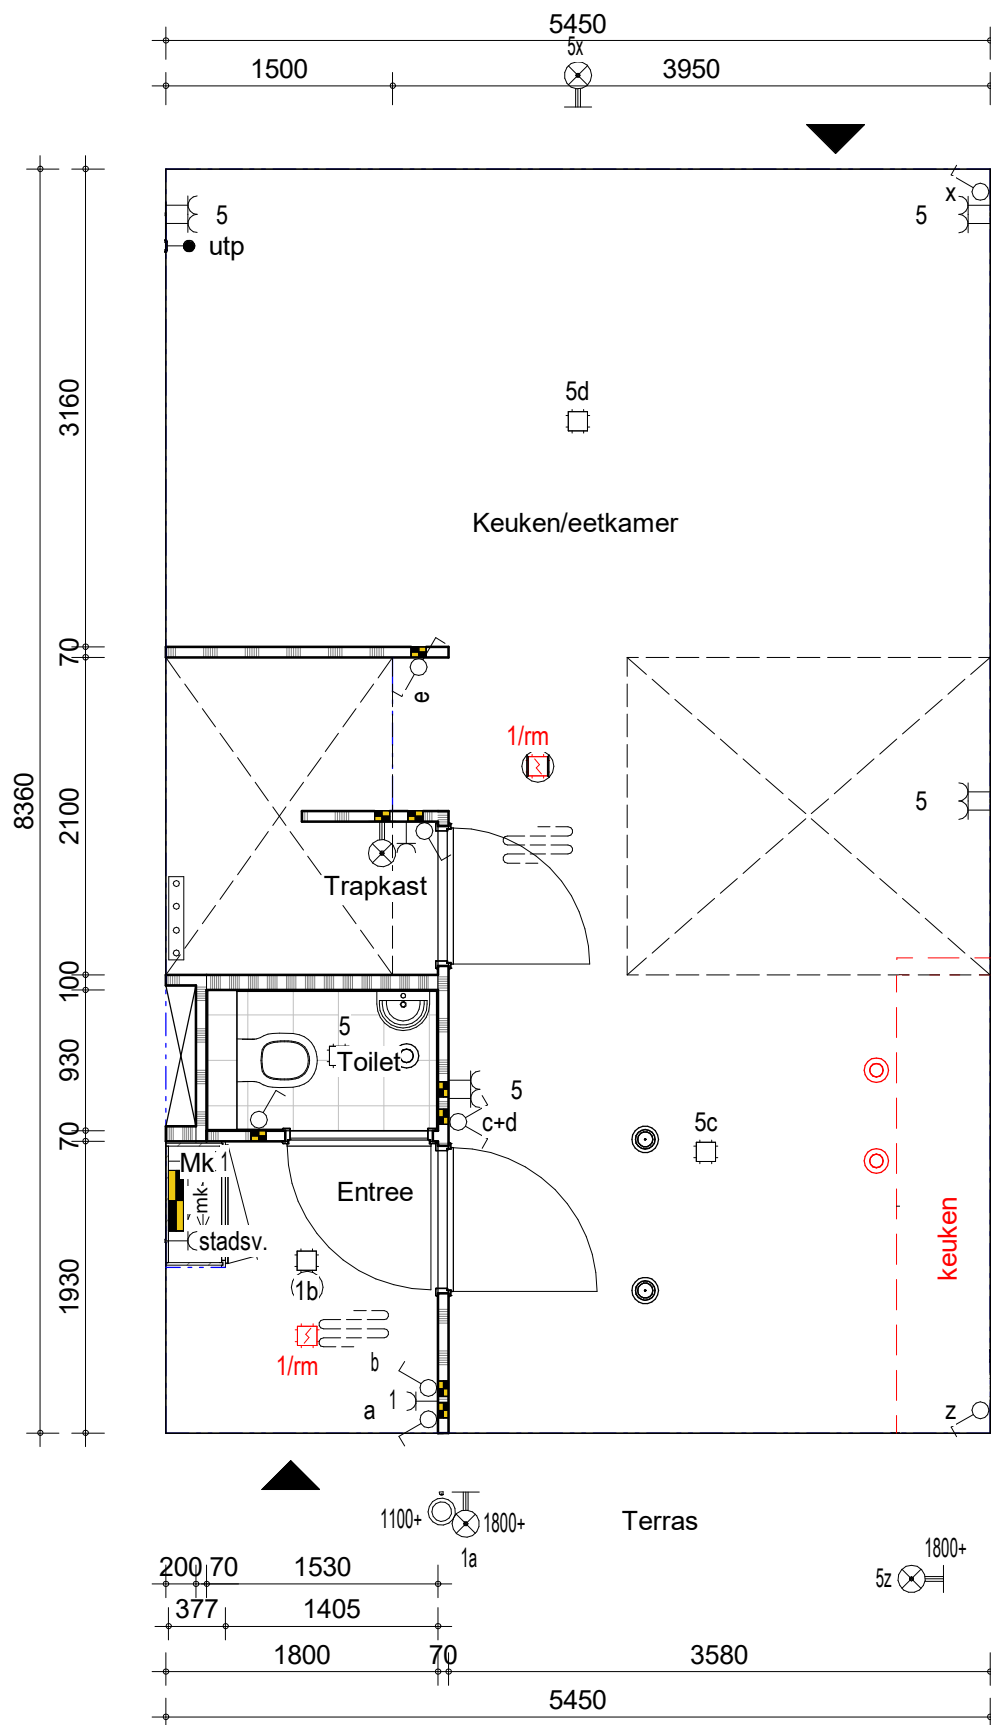 5450
5x
1500
3950
x
5
5
utp
5d
3160
Keuken/eetkamer
70
e
1/rm
8360
2100
5
Trapkast
100
5
Toilet
930
5
c+d
5c
70
Mk 1
mk-
Entree
stadsv.
keuken
1b
1930
1/rm
b
1
a
z
1100+
1800+
1a
Terras
1800+
5z
200
70
1530
377
1405
1800
70
3580
5450